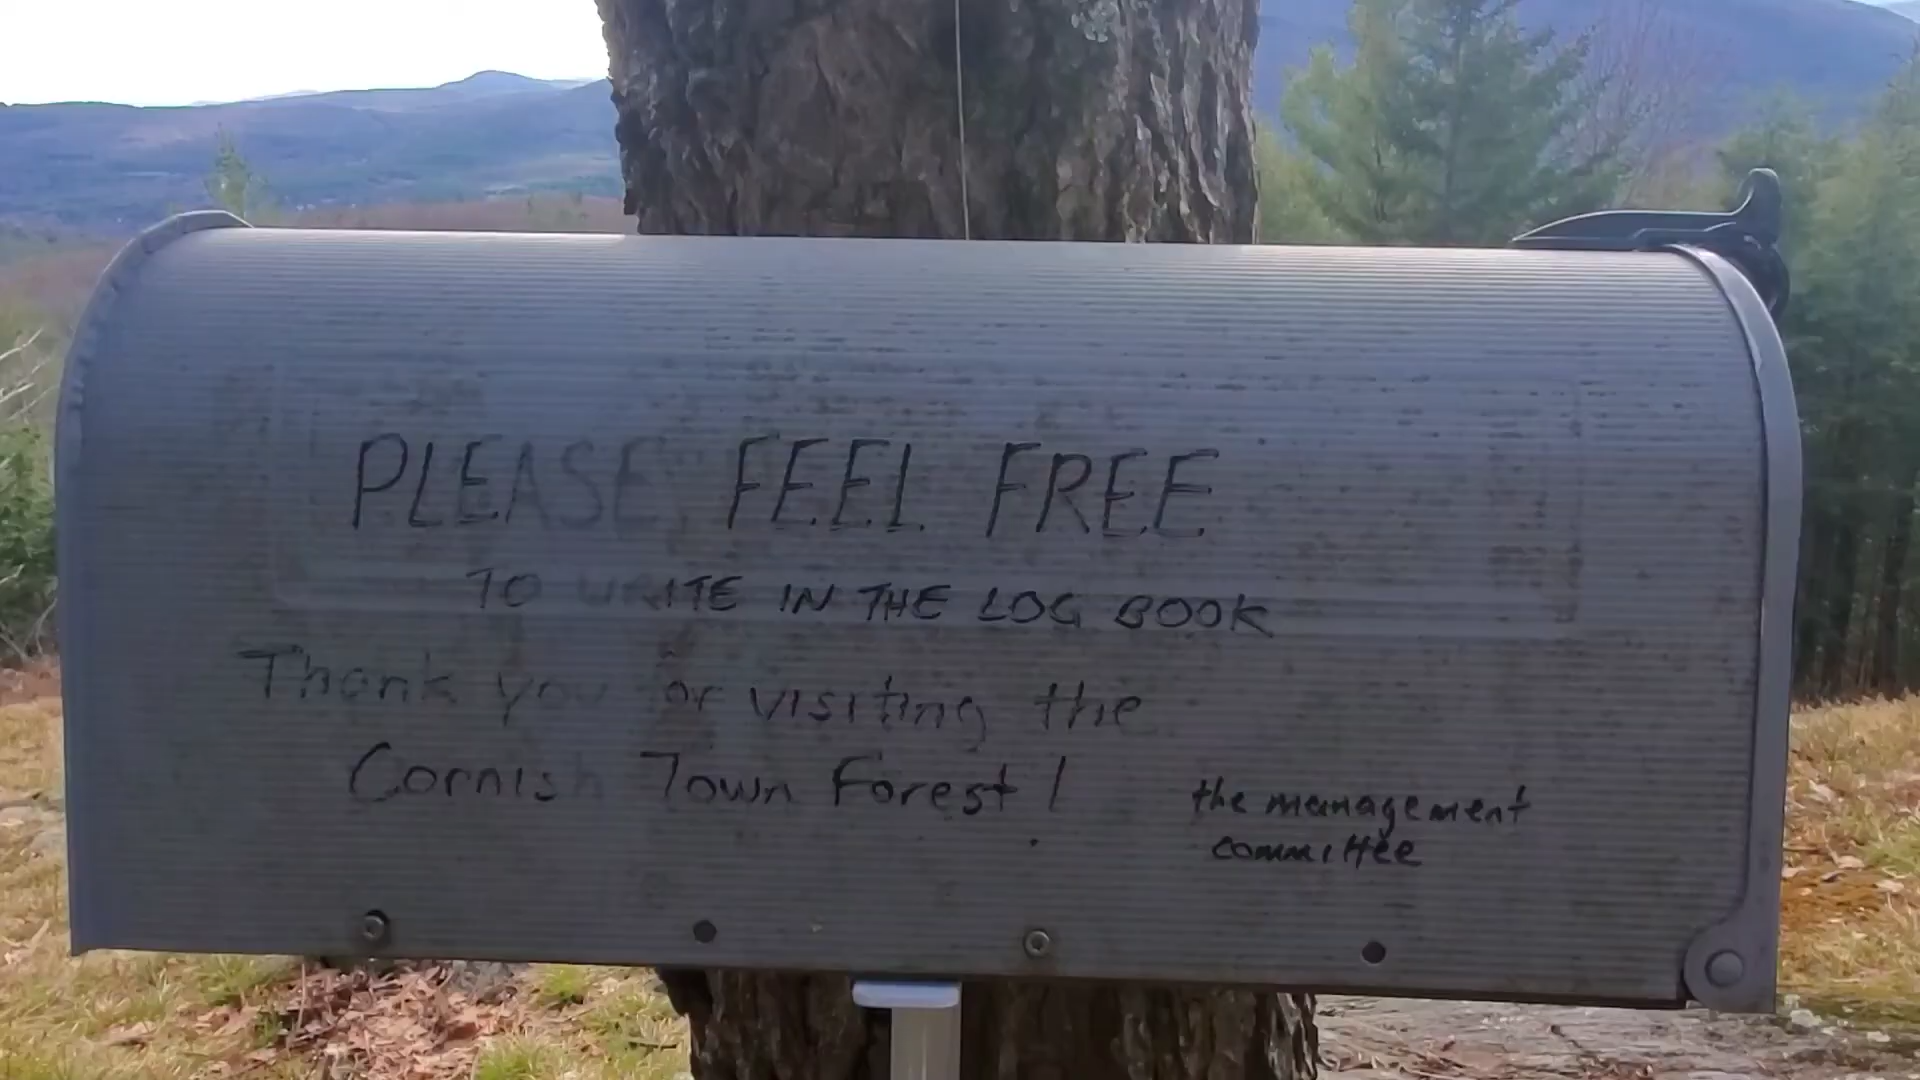 PLEASE FEEL FREE
TO WRITE IN THE LOG BOOK
Thank you for visiting the
Cornish Town Forest!
the management
committee